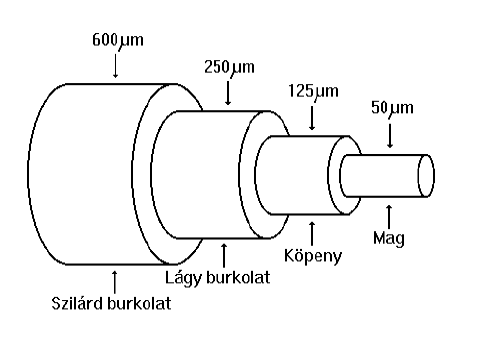 600µm
250µm
125µm
50µm
Mag
Köpeny
Lágy burkolat
Szilárd burkolat